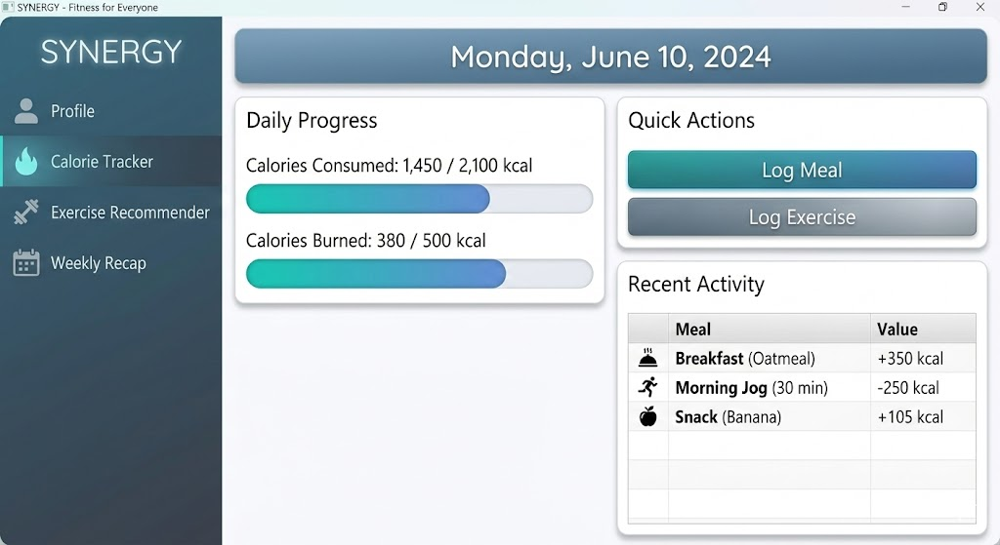 SYNERGY - Fitness for Everyone
SYNERGY
Profile
Calorie Tracker
Exercise Recommender
Weekly Recap
Monday, June 10, 2024
Daily Progress
Calories Consumed: 1,450 / 2,100 kcal
Calories Burned: 380 / 500 kcal
Quick Actions
Log Meal
Log Exercise
Recent Activity
Meal Value
Breakfast (Oatmeal) +350 kcal
Morning Jog (30 min) -250 kcal
Snack (Banana) +105 kcal